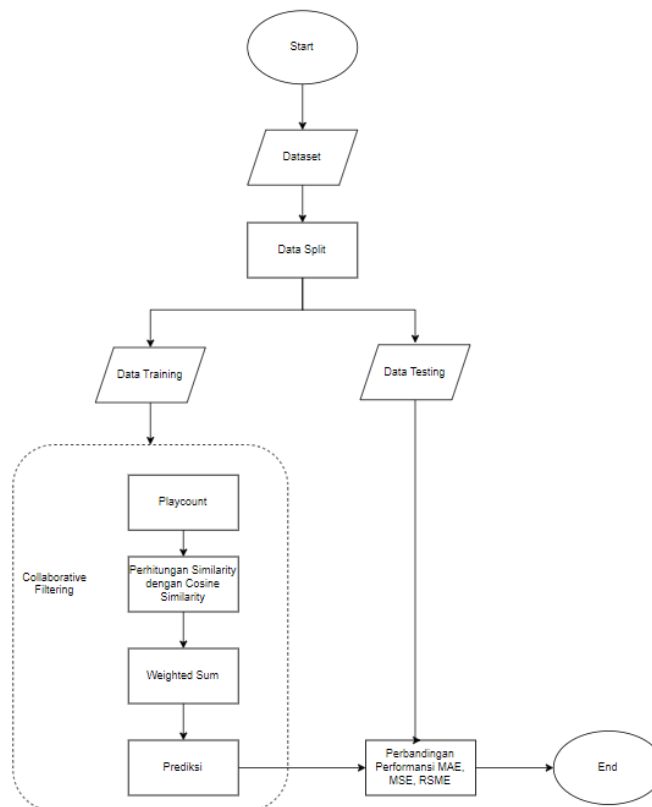 Start
Dataset
Data Split
Data Training
Data Testing
Playcount
Collaborative
Filtering
Perhitungan Similarity
dengan Cosine
Similarity
Weighted Sum
Prediksi
Perbandingan
Performansi MAE,
MSE, RSME
End